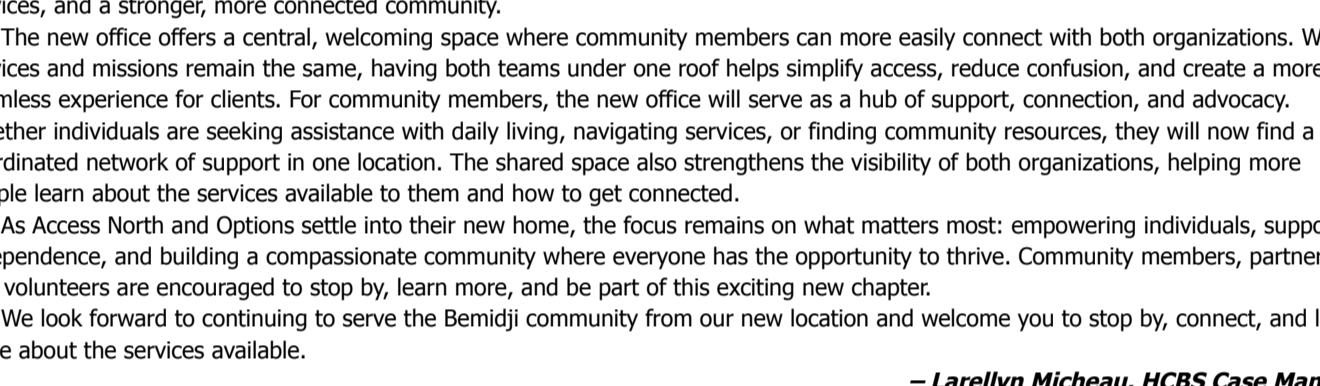 ices, and a stronger, more connected community.
The new office offers a central, welcoming space where community members can more easily connect with both organizations. W
ices and missions remain the same, having both teams under one roof helps simplify access, reduce confusion, and create a more
mless experience for clients. For community members, the new office will serve as a hub of support, connection, and advocacy.
ether individuals are seeking assistance with daily living, navigating services, or finding community resources, they will now find a
rdinated network of support in one location. The shared space also strengthens the visibility of both organizations, helping more
ple learn about the services available to them and how to get connected.
As Access North and Options settle into their new home, the focus remains on what matters most: empowering individuals, suppo
ependence, and building a compassionate community where everyone has the opportunity to thrive. Community members, partner
volunteers are encouraged to stop by, learn more, and be part of this exciting new chapter.
We look forward to continuing to serve the Bemidji community from our new location and welcome you to stop by, connect, and l
e about the services available.
– Larellyn Micheau, HCBS Case Man